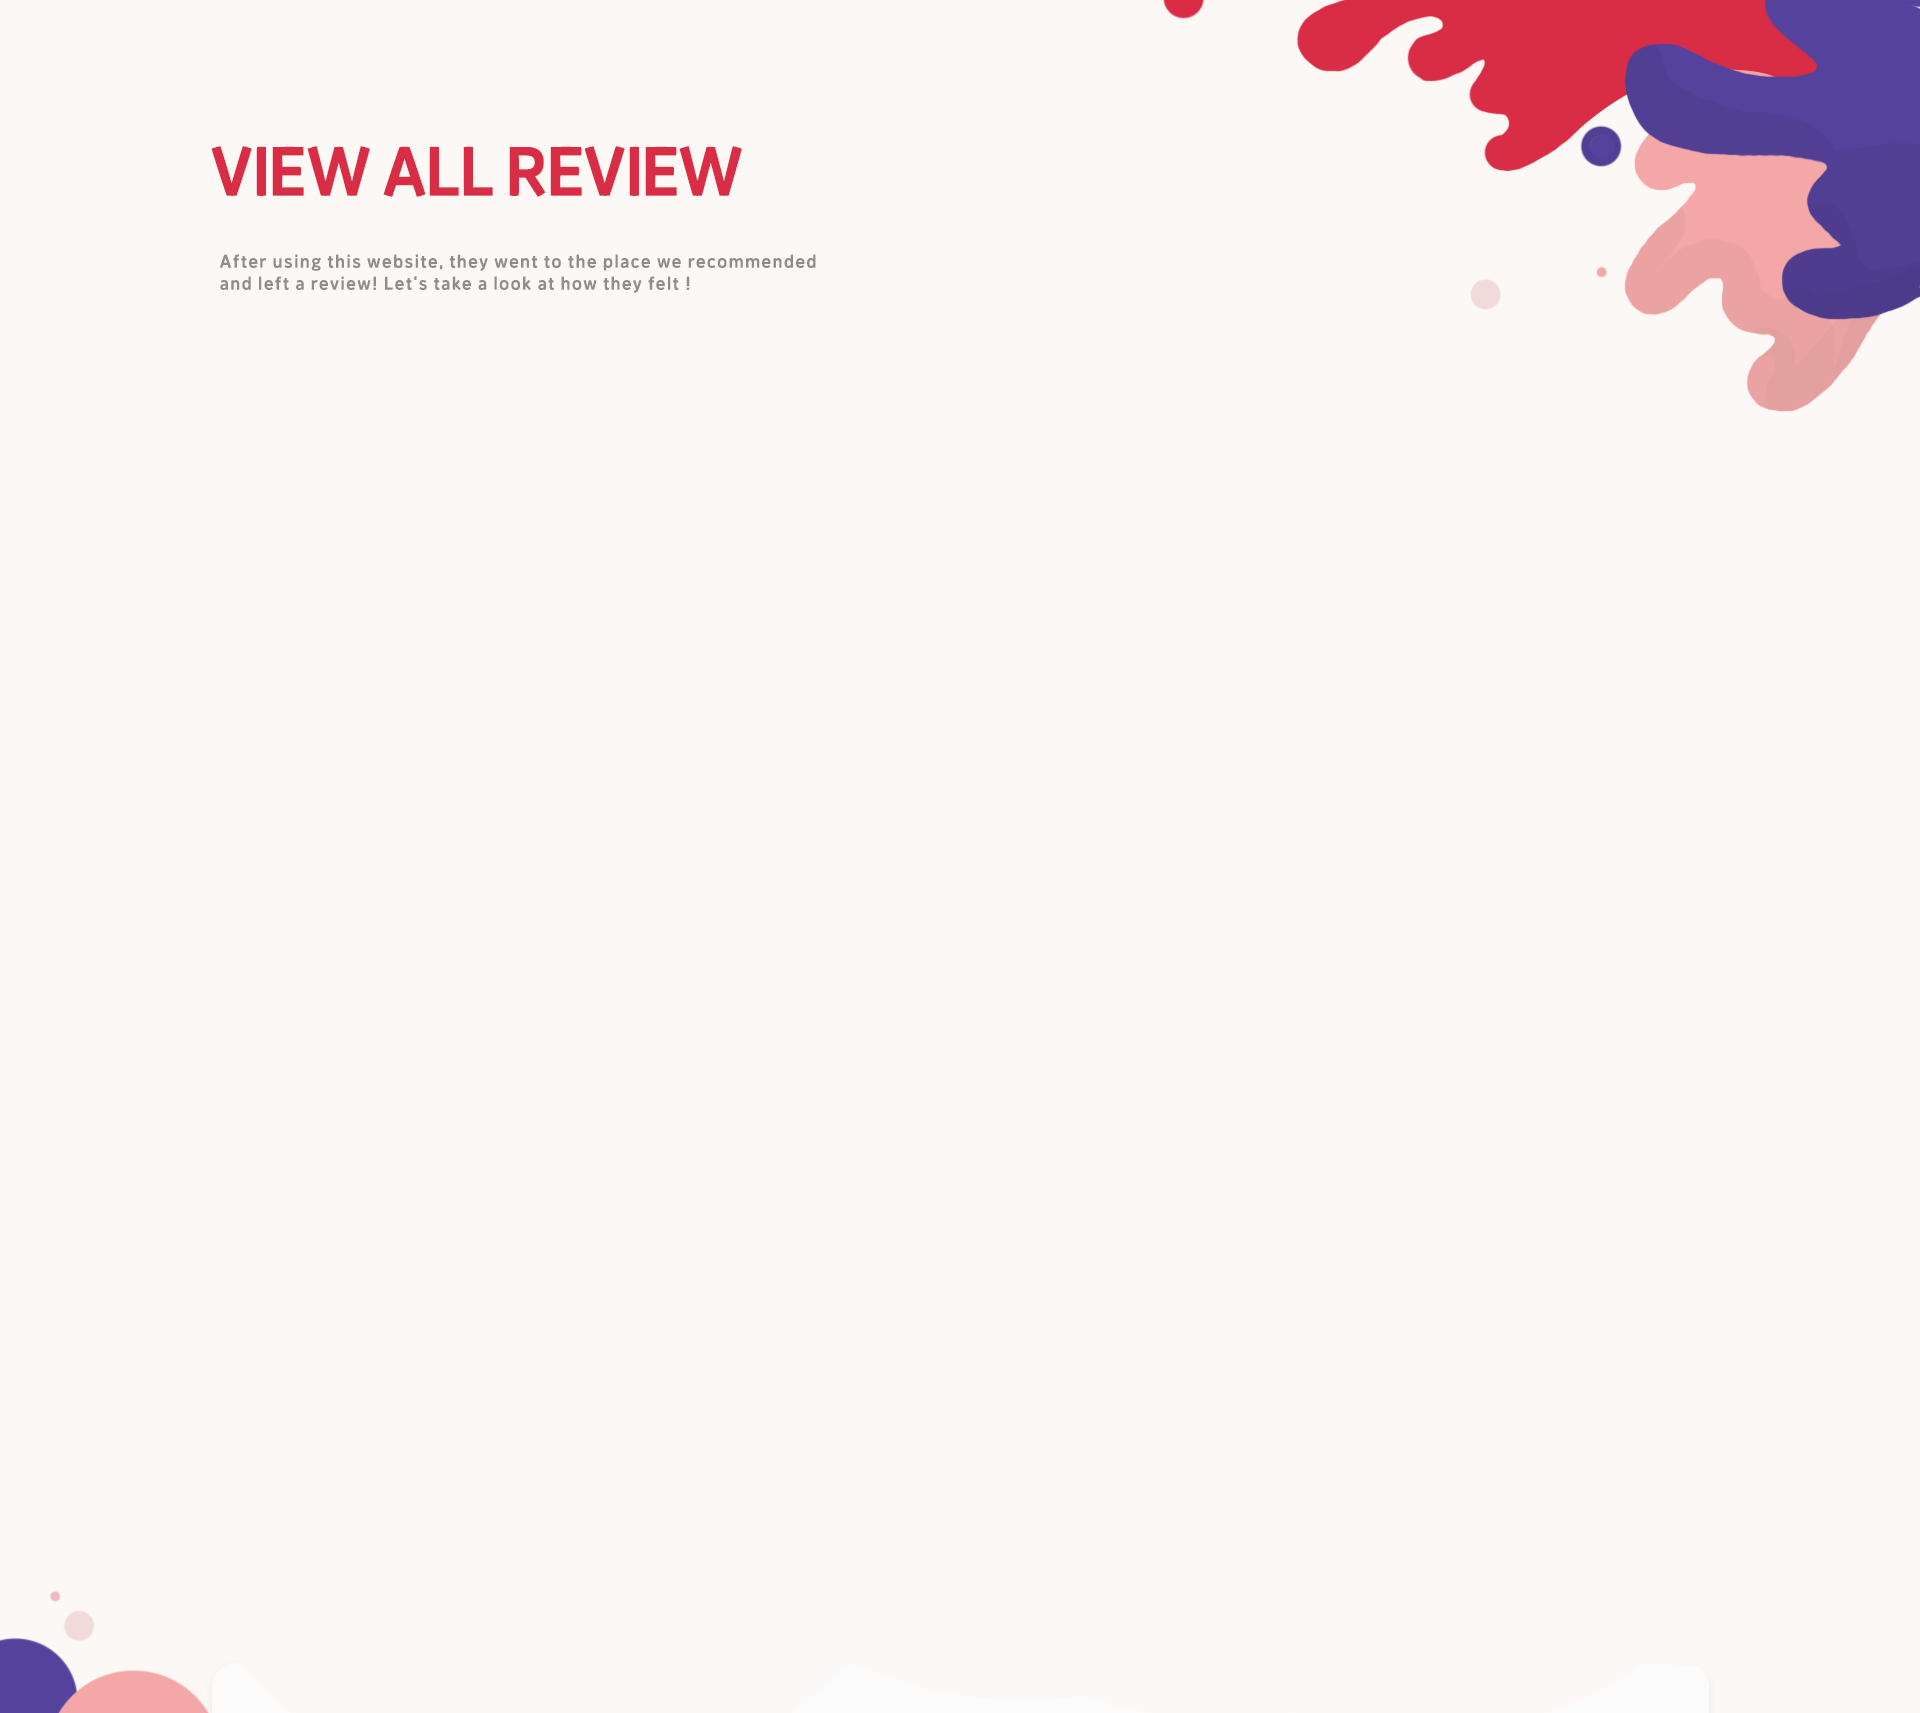 VIEW ALL REVIEW
After using this website, they went to the place we recommended
and left a review! Let's take a look at how they felt !